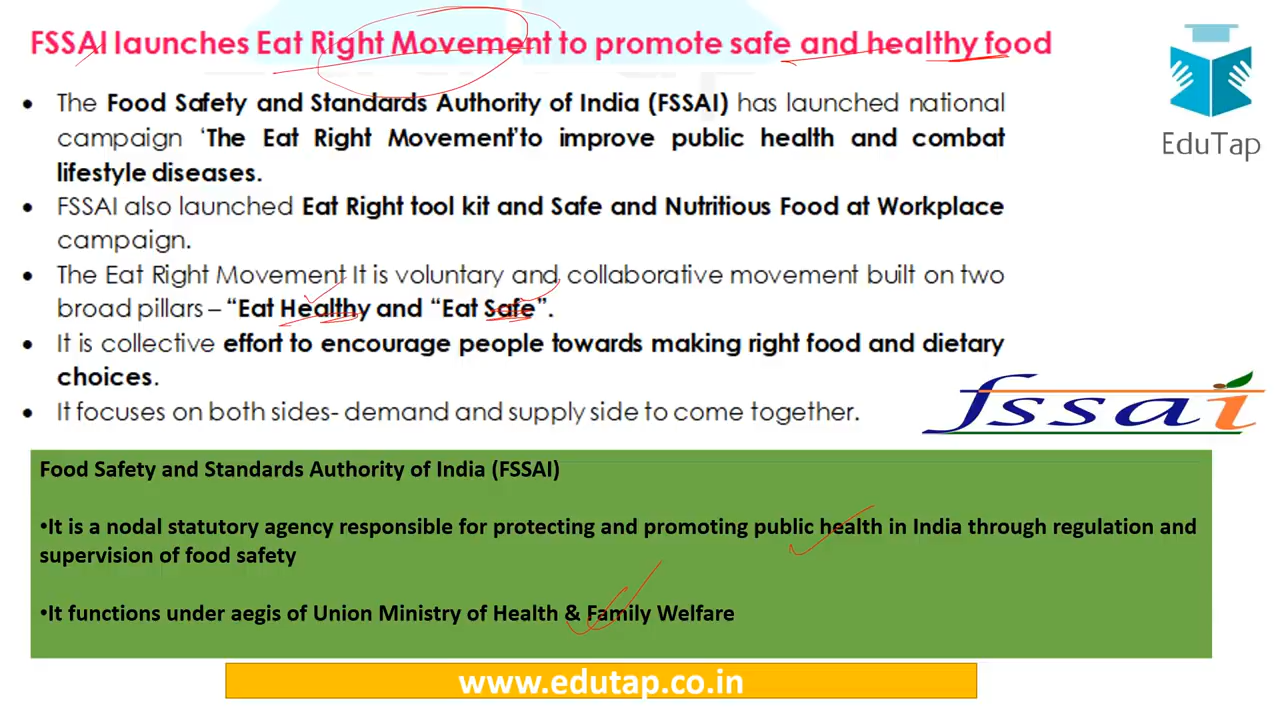 FSSAI launches Eat Right Movement to promote safe and healthy food
EduTap
• The Food Safety and Standards Authority of India (FSSAI) has launched national
campaign ‘The Eat Right Movement’to improve public health and combat
lifestyle diseases.
• FSSAI also launched Eat Right tool kit and Safe and Nutritious Food at Workplace
campaign.
• The Eat Right Movement It is voluntary and collaborative movement built on two
broad pillars – “Eat Healthy and “Eat Safe”.
• It is collective effort to encourage people towards making right food and dietary
choices.
• It focuses on both sides- demand and supply side to come together.
fssai
Food Safety and Standards Authority of India (FSSAI)
•It is a nodal statutory agency responsible for protecting and promoting public health in India through regulation and
supervision of food safety
•It functions under aegis of Union Ministry of Health & Family Welfare
www.edutap.co.in